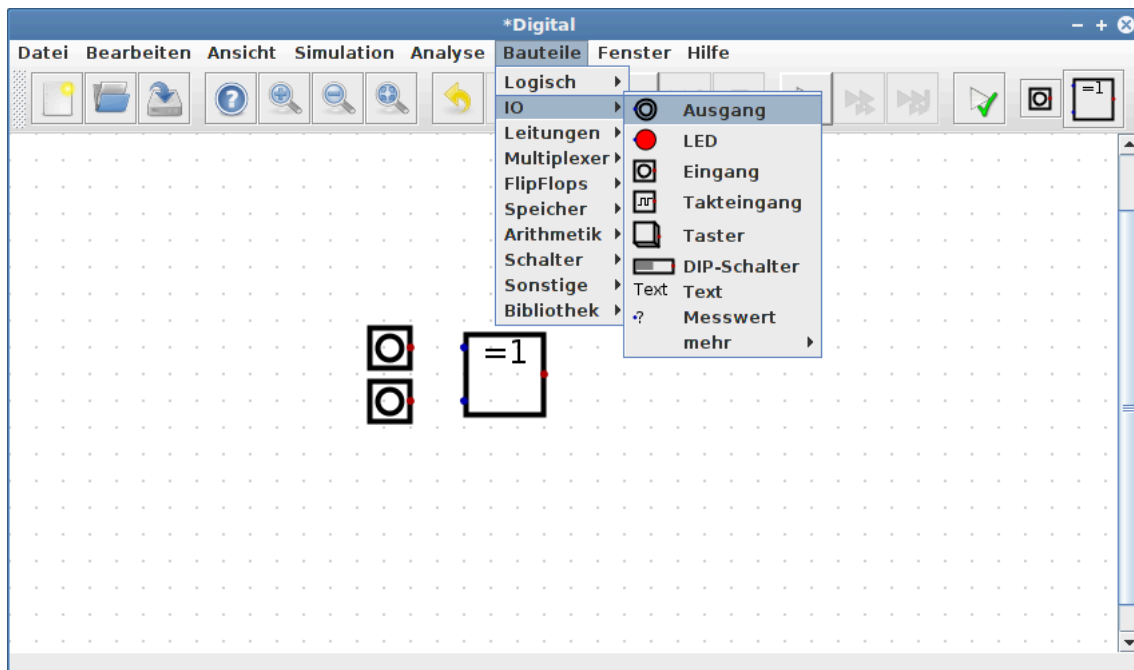 *Digital
Datei Bearbeiten Ansicht Simulation Analyse Bauteile Fenster Hilfe
=1
Logisch
IO
Leitungen
Multiplexer
FlipFlops
Speicher
Arithmetik
Schalter
Sonstige
Bibliothek
Ausgang
LED
Eingang
Takteingang
Taster
DIP-Schalter
Text Text
? Messwert
mehr
=1